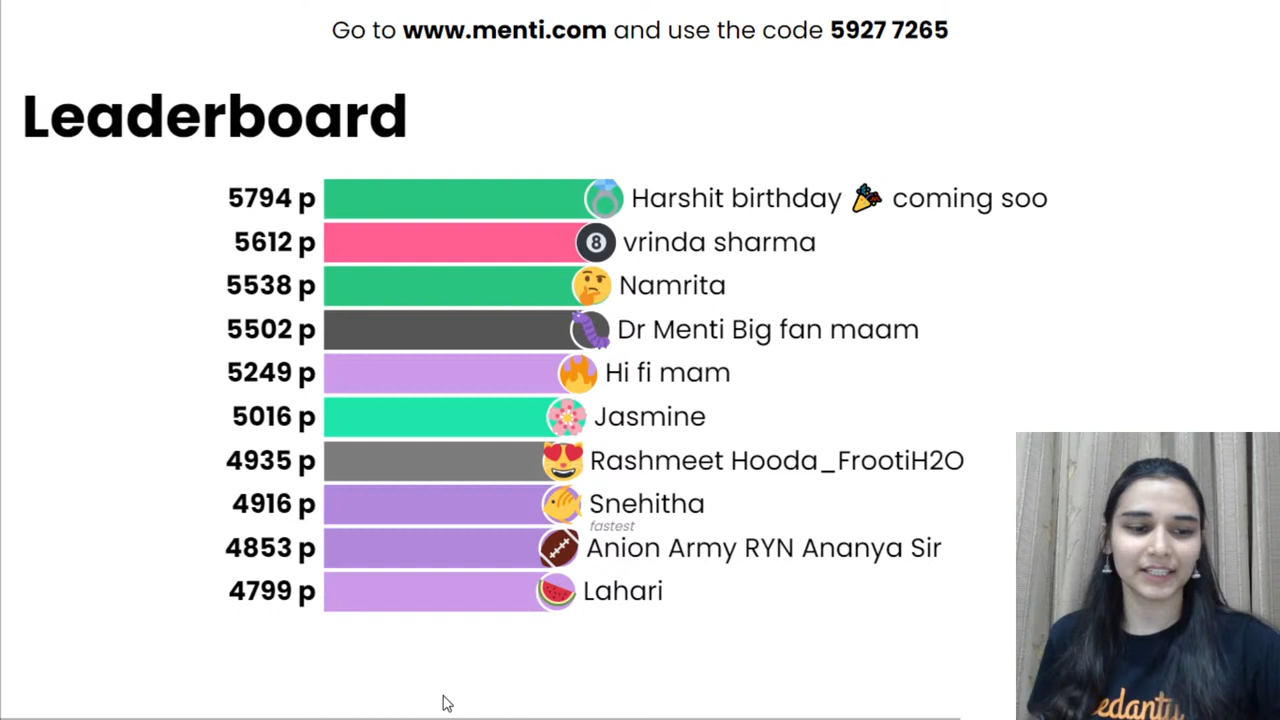 Go to www.menti.com and use the code 5927 7265
Leaderboard
5794 p Harshit birthday 🎉 coming soo
5612 p 8 vrinda sharma
5538 p Namrita
5502 p Dr Menti Big fan maam
5249 p Hi fi mam
5016 p Jasmine
4935 p Rashmeet Hooda_FrootiH2O
4916 p Snehitha
fastest
4853 p Anion Army RYN Ananya Sir
4799 p Lahari
edantu